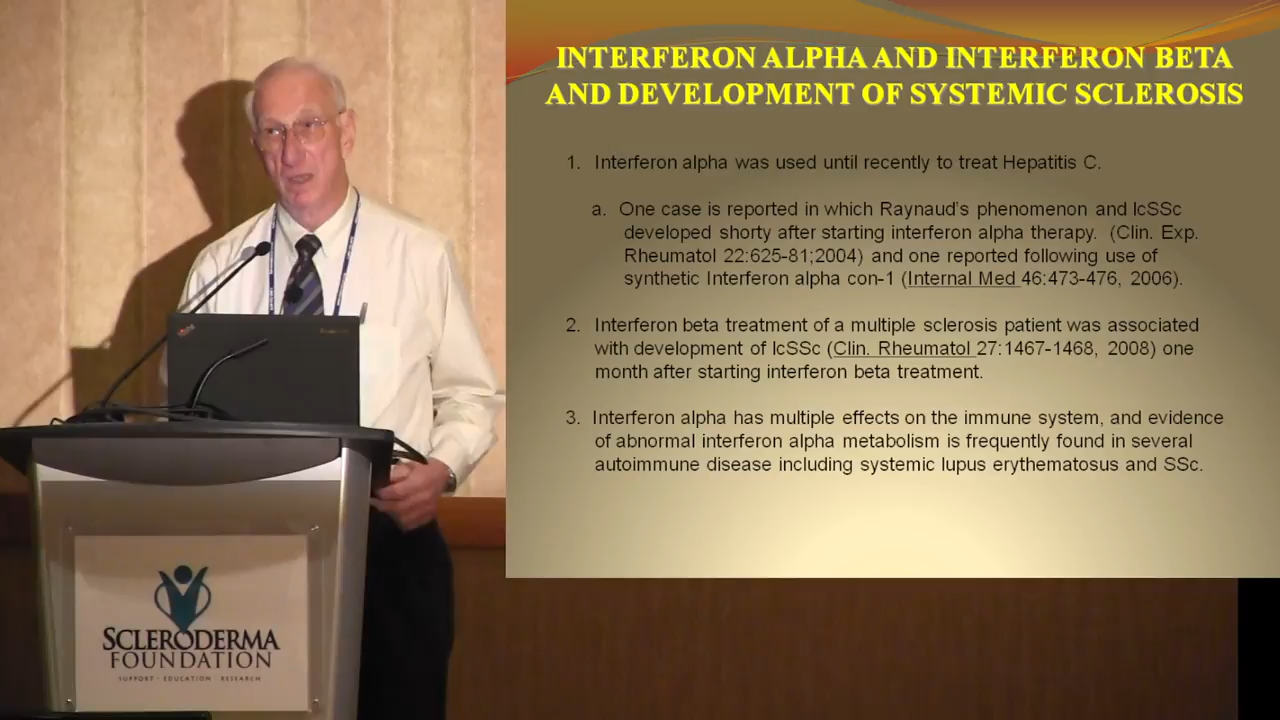 INTERFERON ALPHA AND INTERFERON BETA
AND DEVELOPMENT OF SYSTEMIC SCLEROSIS
1. Interferon alpha was used until recently to treat Hepatitis C.
a. One case is reported in which Raynaud's phenomenon and lcSSc
developed shorty after starting interferon alpha therapy. (Clin. Exp.
Rheumatol 22:625-81;2004) and one reported following use of
synthetic Interferon alpha con-1 (Internal Med 46:473-476, 2006).
2. Interferon beta treatment of a multiple sclerosis patient was associated
with development of lcSSc (Clin. Rheumatol 27:1467-1468, 2008) one
month after starting interferon beta treatment.
3. Interferon alpha has multiple effects on the immune system, and evidence
of abnormal interferon alpha metabolism is frequently found in several
autoimmune disease including systemic lupus erythematosus and SSc.
SCLERODERMA
FOUNDATION
SUPPORT · EDUCATION · RESEARCH